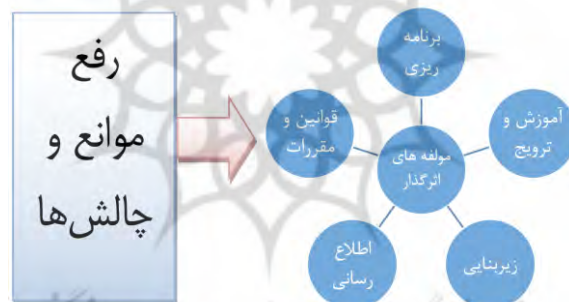 رفع
موانع و
چالش‌ها
برنامه
ریزی
آموزش و
ترویج
زیربنایی
اطلاع
رسانی
قوانین و
مقررات
مولفه های
اثرگذار